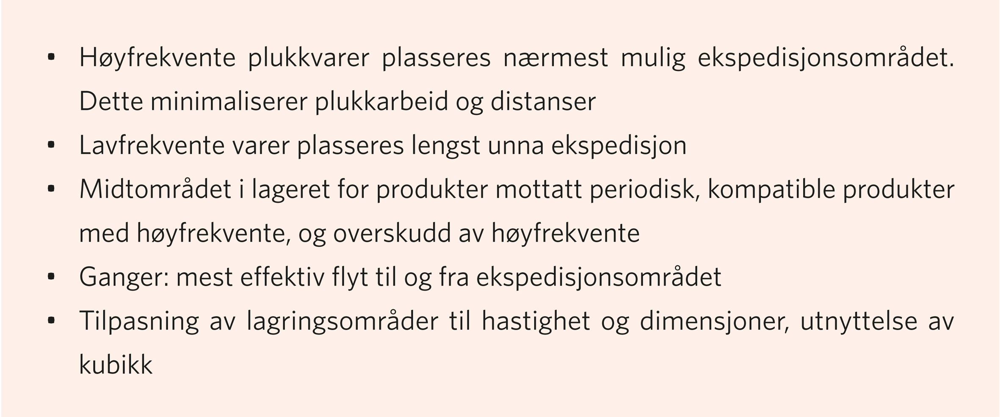 • Høyfrekvente plukkvarer plasseres nærmest mulig ekspedisjonsområdet.
Dette minimaliserer plukkarbeid og distanser
• Lavfrekvente varer plasseres lengst unna ekspedisjon
• Midtområdet i lageret for produkter mottatt periodisk, kompatible produkter
med høyfrekvente, og overskudd av høyfrekvente
• Ganger: mest effektiv flyt til og fra ekspedisjonsområdet
• Tilpasning av lagringsområder til hastighet og dimensjoner, utnyttelse av
kubikk